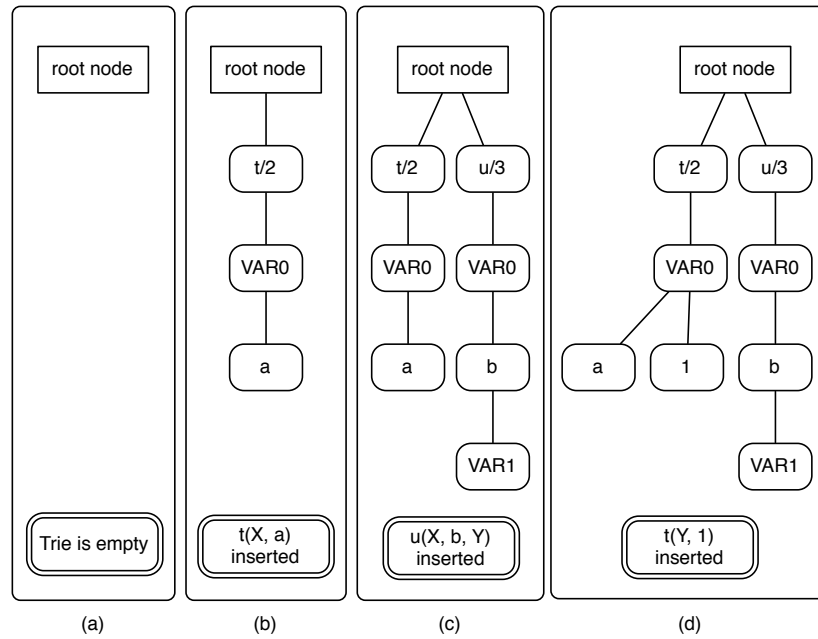 root node
Trie is empty
(a)
root node
t/2
VAR0
a
t(X, a)
inserted
(b)
root node
t/2
u/3
VAR0
VAR0
a
b
VAR1
u(X, b, Y)
inserted
(c)
root node
t/2
u/3
VAR0
VAR0
a
1
b
VAR1
t(Y, 1)
inserted
(d)